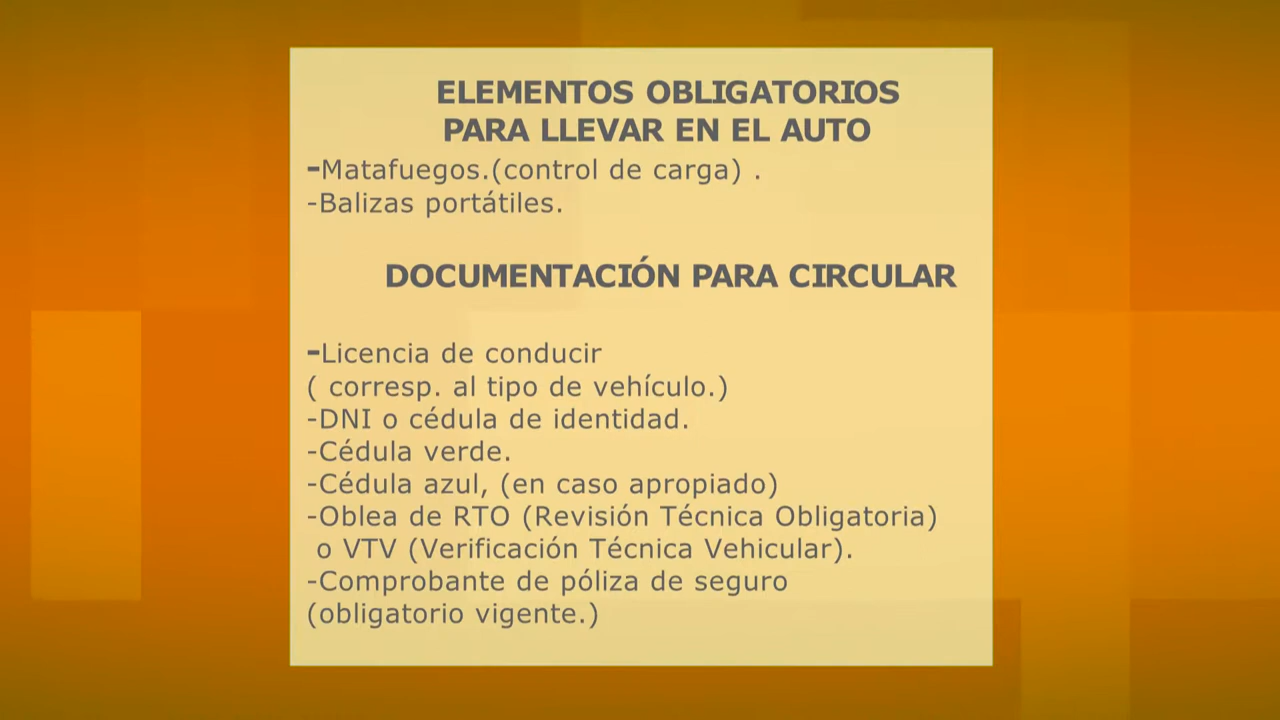 ELEMENTOS OBLIGATORIOS
PARA LLEVAR EN EL AUTO
-Matafuegos.(control de carga) .
-Balizas portátiles.
DOCUMENTACIÓN PARA CIRCULAR
-Licencia de conducir
( corresp. al tipo de vehículo.)
-DNI o cédula de identidad.
-Cédula verde.
-Cédula azul, (en caso apropiado)
-Oblea de RTO (Revisión Técnica Obligatoria)
o VTV (Verificación Técnica Vehicular).
-Comprobante de póliza de seguro
(obligatorio vigente.)